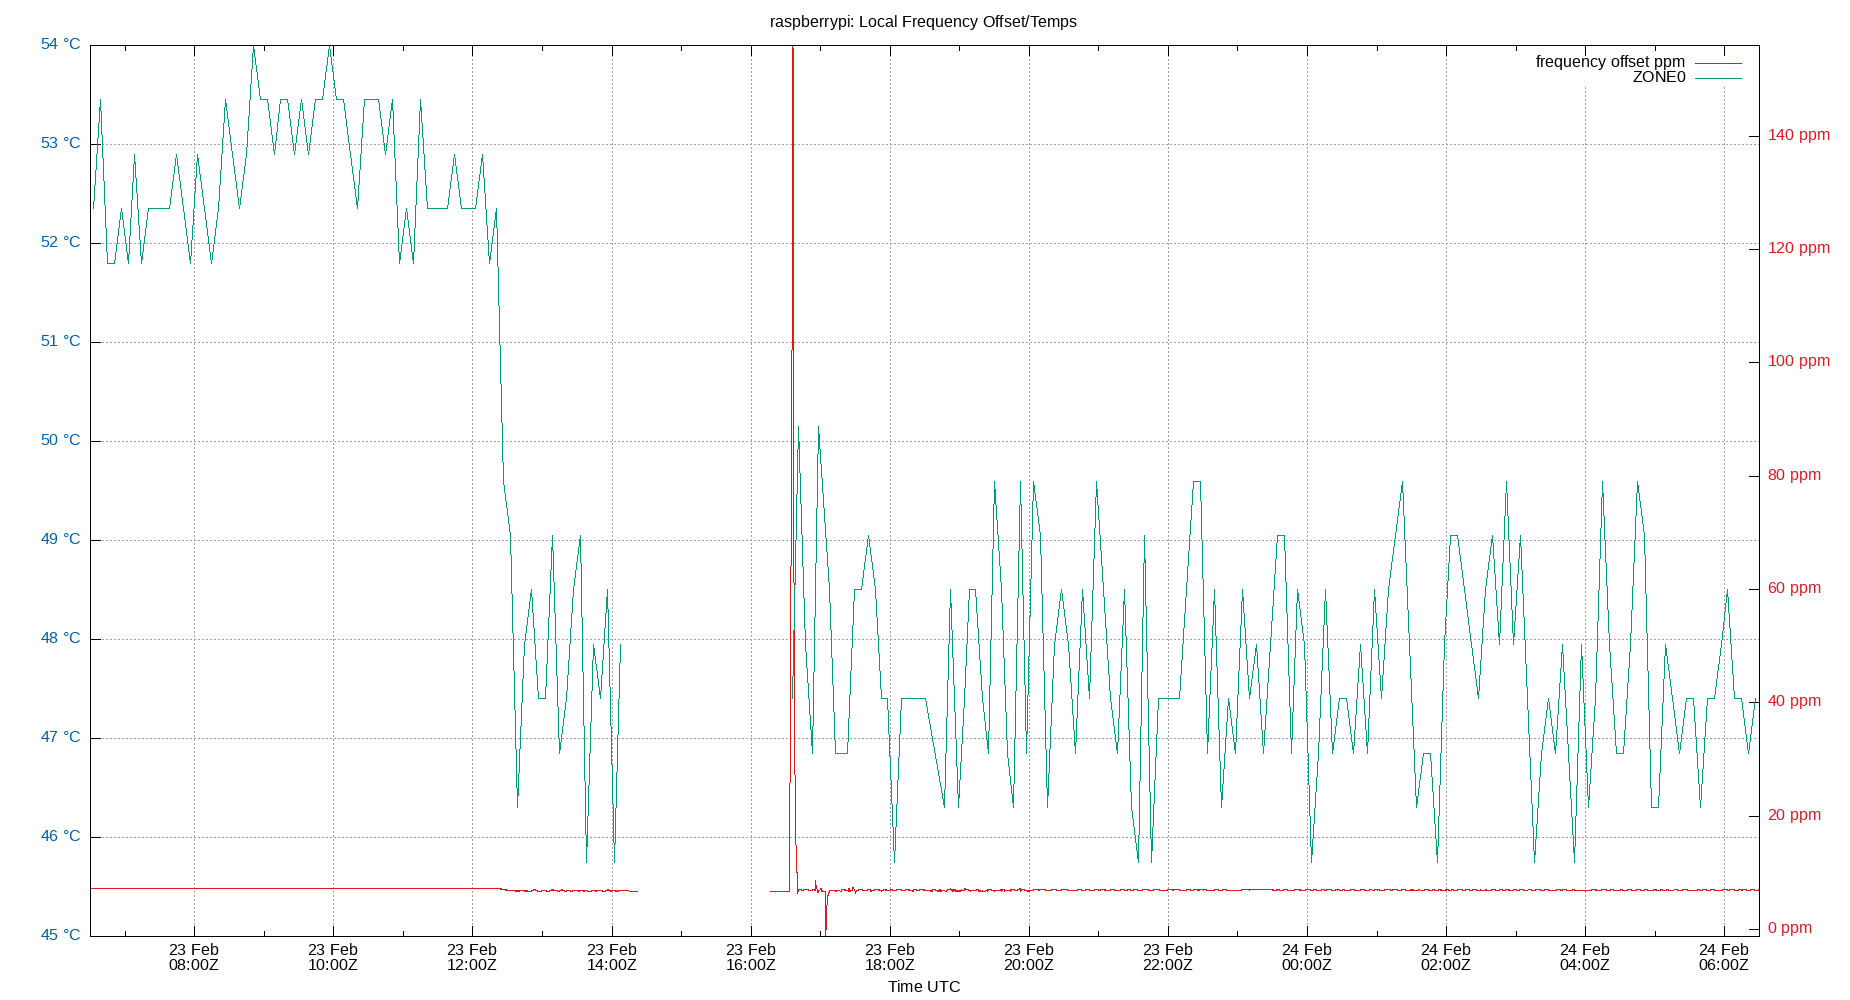 raspberrypi: Local Frequency Offset/Temps
frequency offset ppm
ZONE0
54 °C
53 °C
52 °C
51 °C
50 °C
49 °C
48 °C
47 °C
46 °C
45 °C
140 ppm
120 ppm
100 ppm
80 ppm
60 ppm
40 ppm
20 ppm
0 ppm
23 Feb 23 Feb 23 Feb 23 Feb 23 Feb 23 Feb 23 Feb 23 Feb 24 Feb 24 Feb 24 Feb 24 Feb
08:00Z 10:00Z 12:00Z 14:00Z 16:00Z 18:00Z 20:00Z 22:00Z 00:00Z 02:00Z 04:00Z 06:00Z
Time UTC